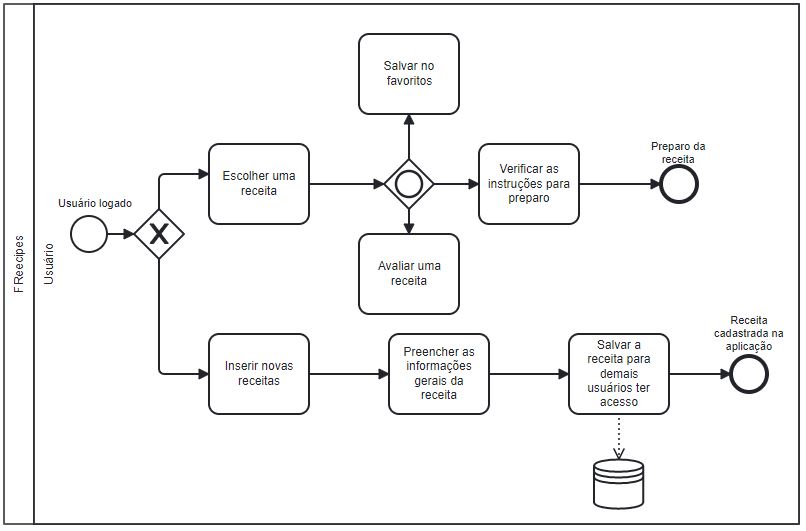 FReecipes
Usuário
Usuário logado
Escolher uma
receita
Salvar no
favoritos
Verificar as
instruções para
preparo
Preparo da
receita
Avaliar uma
receita
Inserir novas
receitas
Preencher as
informações
gerais da
receita
Salvar a
receita para
demais
usuários ter
acesso
Receita
cadastrada na
aplicação